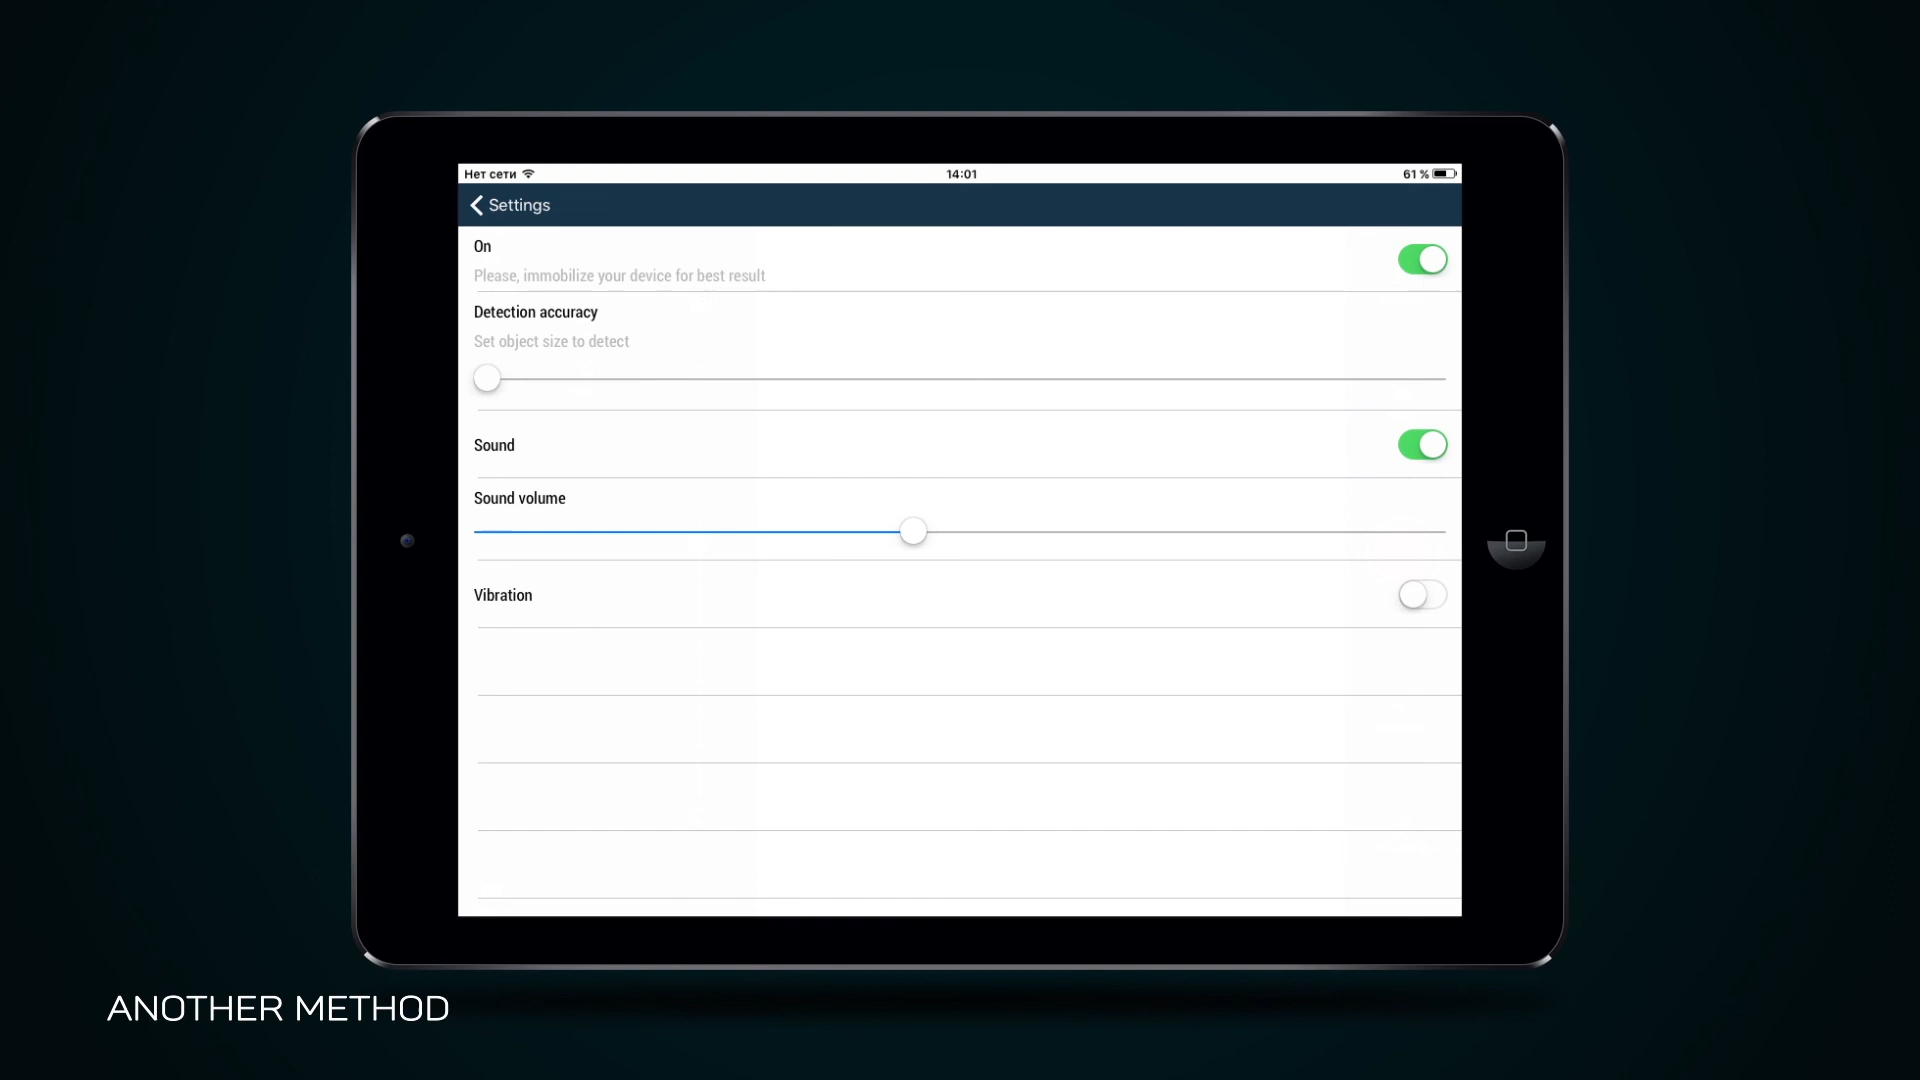 Нет сети 14:01 61 %
Settings
On
Please, immobilize your device for best result
Detection accuracy
Set object size to detect
Sound
Sound volume
Vibration
ANOTHER METHOD